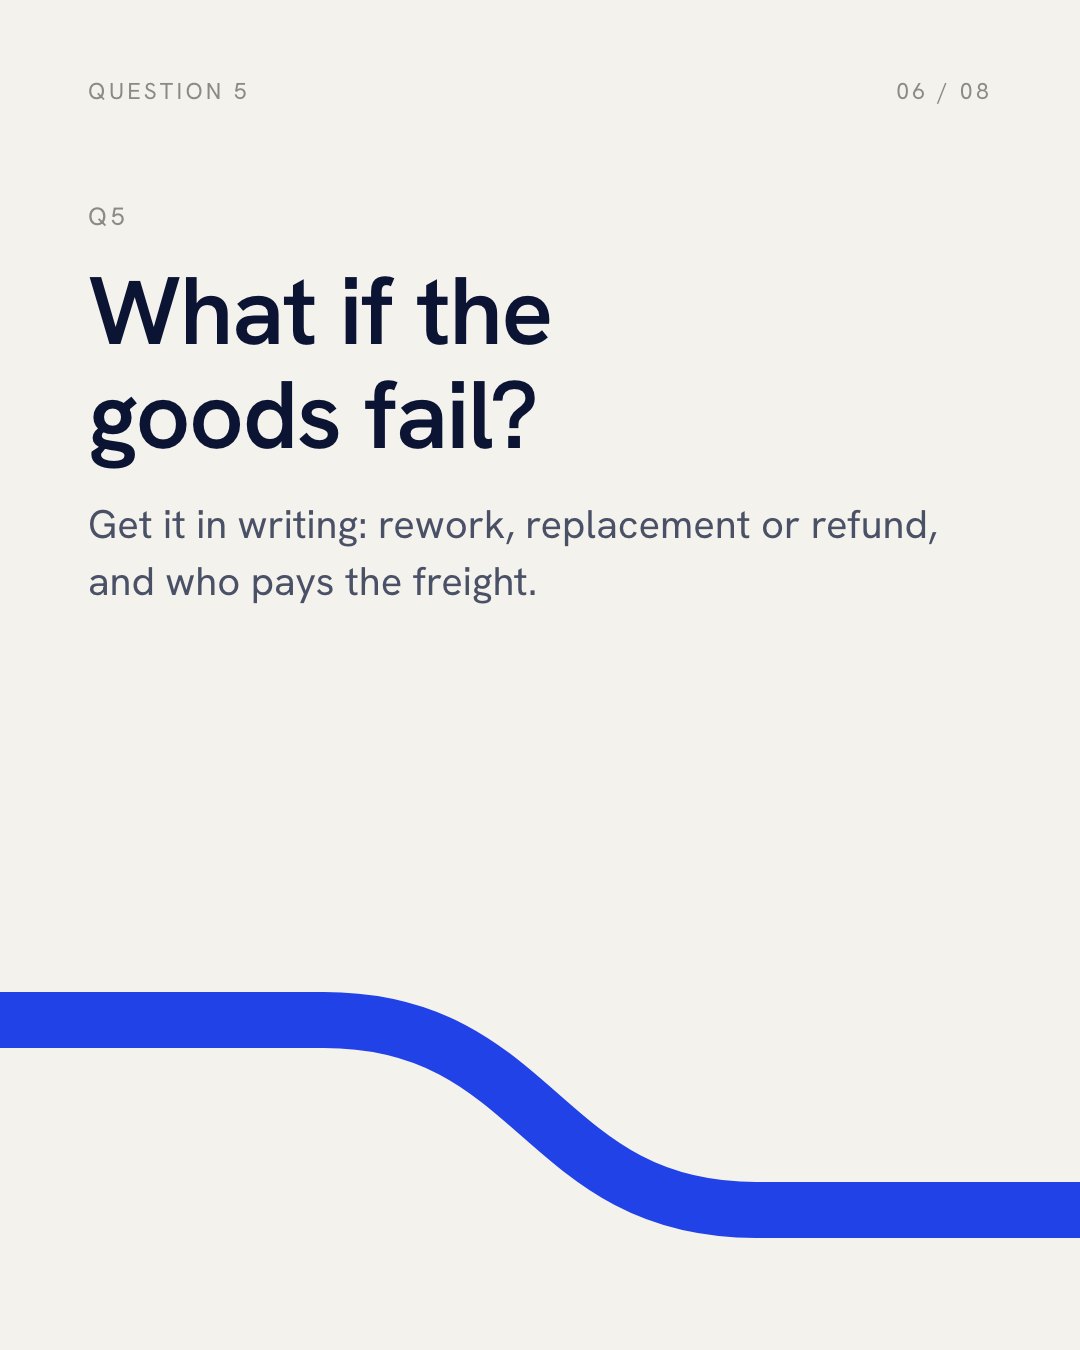 QUESTION 5
06 / 08
Q5
What if the
goods fail?
Get it in writing: rework, replacement or refund,
and who pays the freight.